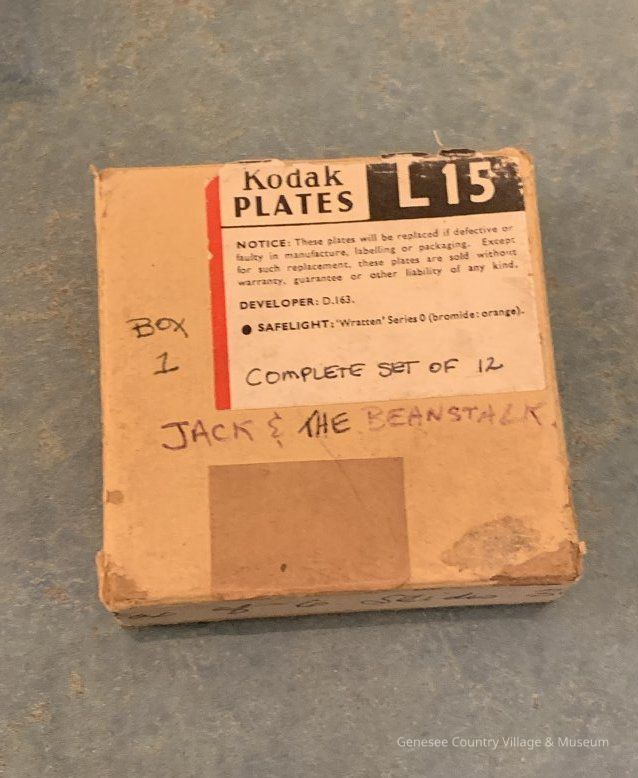 Kodak
PLATES
L 15
NOTICE: These plates will be replaced if defective or
faulty in manufacture, labelling or packaging. Except
for such replacement, these plates are sold without
warranty, guarantee or other liability of any kind.
DEVELOPER: D.163.
● SAFELIGHT: 'Wratten' Series 0 (bromide: orange).
BOX
1
COMPLETE SET OF 12
JACK & THE BEANSTALK.
Genesee Country Village & Museum